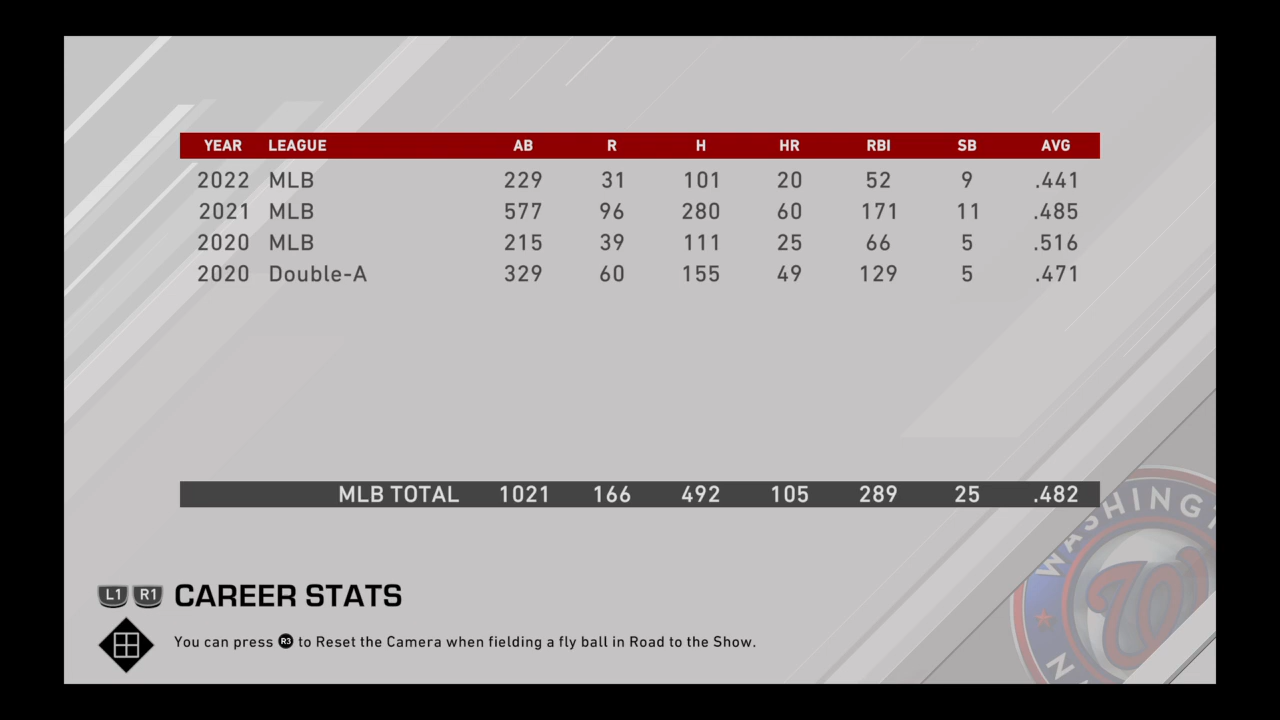 YEAR LEAGUE AB R H HR RBI SB AVG
2022 MLB 229 31 101 20 52 9 .441
2021 MLB 577 96 280 60 171 11 .485
2020 MLB 215 39 111 25 66 5 .516
2020 Double-A 329 60 155 49 129 5 .471
MLB TOTAL 1021 166 492 105 289 25 .482
WASHINGT
W
N
L1 R1 CAREER STATS
You can press R3 to Reset the Camera when fielding a fly ball in Road to the Show.